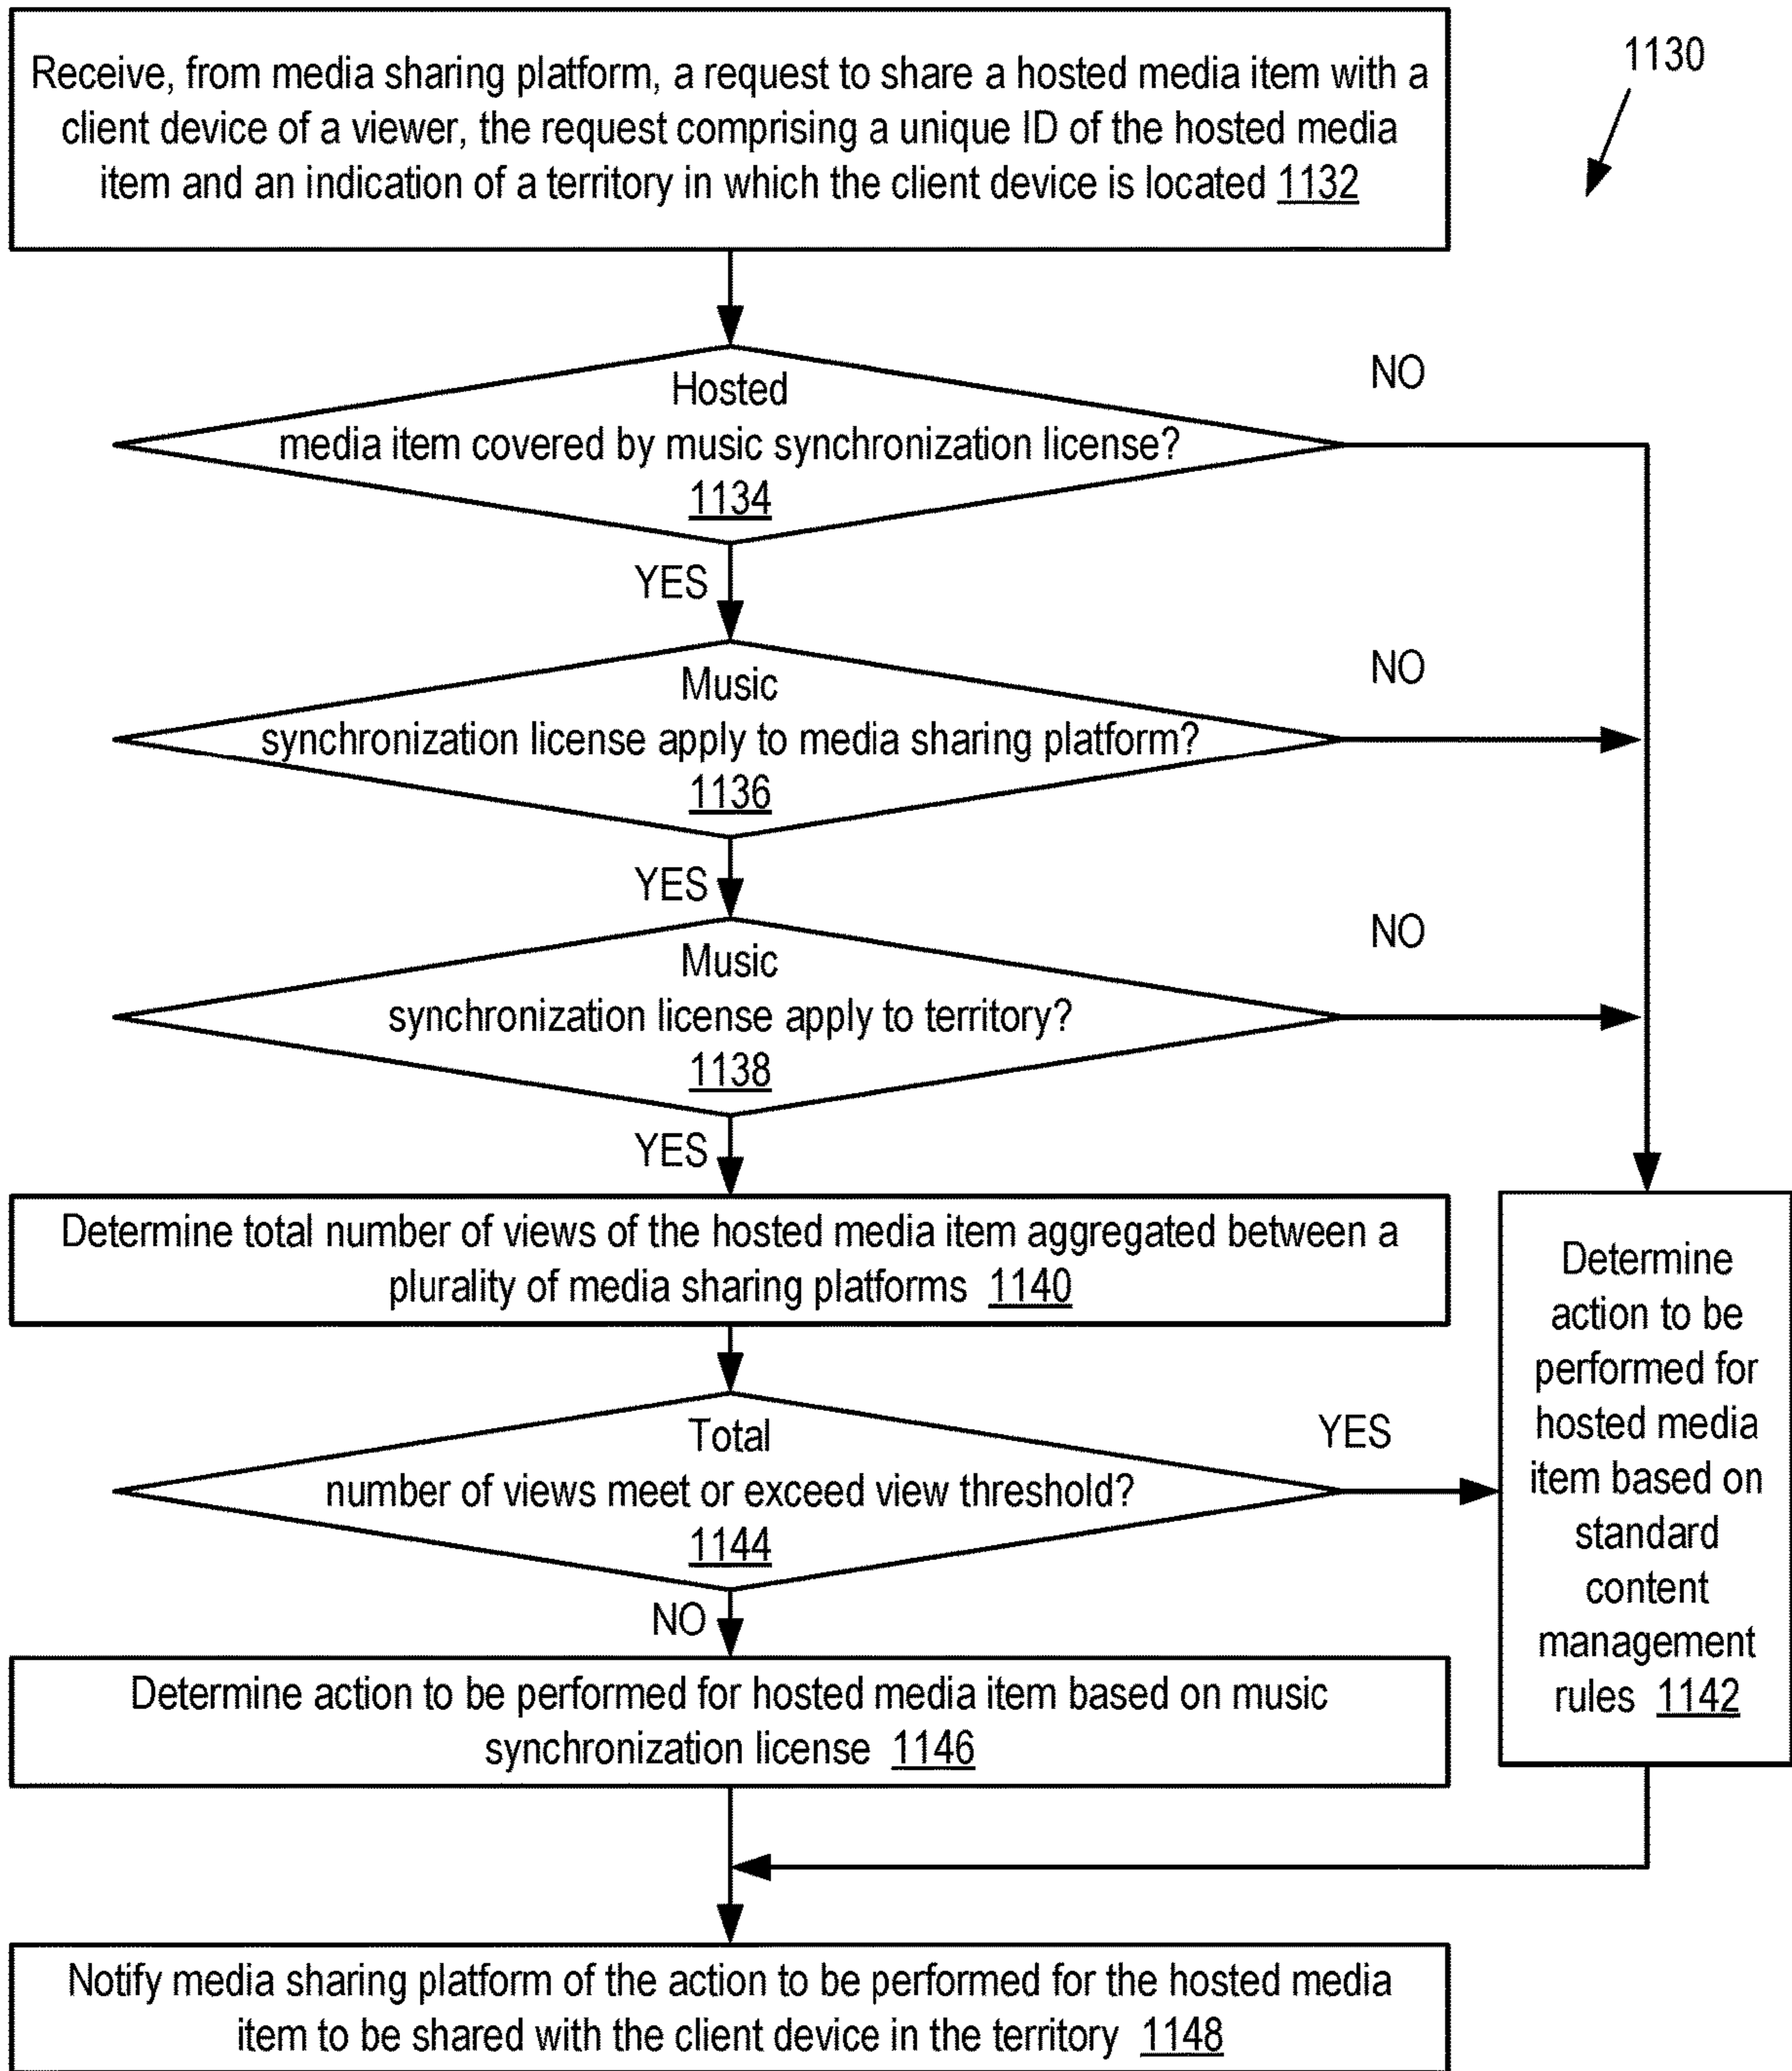 Receive, from media sharing platform, a request to share a hosted media item with a
client device of a viewer, the request comprising a unique ID of the hosted media
item and an indication of a territory in which the client device is located 1132
1130
Hosted
media item covered by music synchronization license?
1134
NO
YES
Music
synchronization license apply to media sharing platform?
1136
NO
YES
Music
synchronization license apply to territory?
1138
NO
YES
Determine total number of views of the hosted media item aggregated between a
plurality of media sharing platforms 1140
Total
number of views meet or exceed view threshold?
1144
YES
NO
Determine
action to be
performed for
hosted media
item based on
standard
content
management
rules 1142
Determine action to be performed for hosted media item based on music
synchronization license 1146
Notify media sharing platform of the action to be performed for the hosted media
item to be shared with the client device in the territory 1148